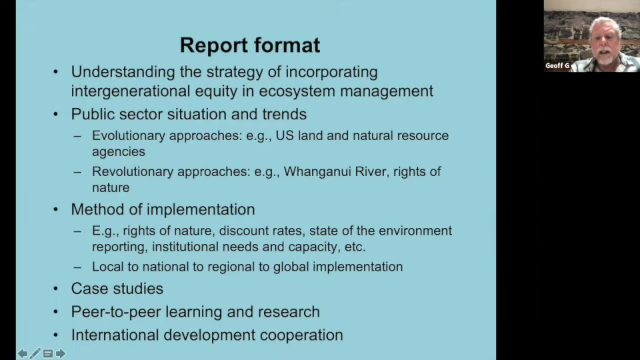 Report format
• Understanding the strategy of incorporating
intergenerational equity in ecosystem management
• Public sector situation and trends
– Evolutionary approaches: e.g., US land and natural resource
agencies
– Revolutionary approaches: e.g., Whanganui River, rights of
nature
• Method of implementation
– E.g., rights of nature, discount rates, state of the environment
reporting, institutional needs and capacity, etc.
– Local to national to regional to global implementation
• Case studies
• Peer-to-peer learning and research
• International development cooperation
Geoff G